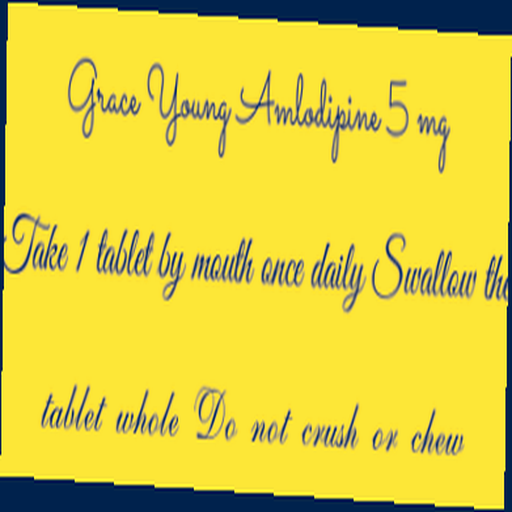 Grace Young Amlodipine 5 mg
Take 1 tablet by mouth once daily Swallow the
tablet whole Do not crush or chew